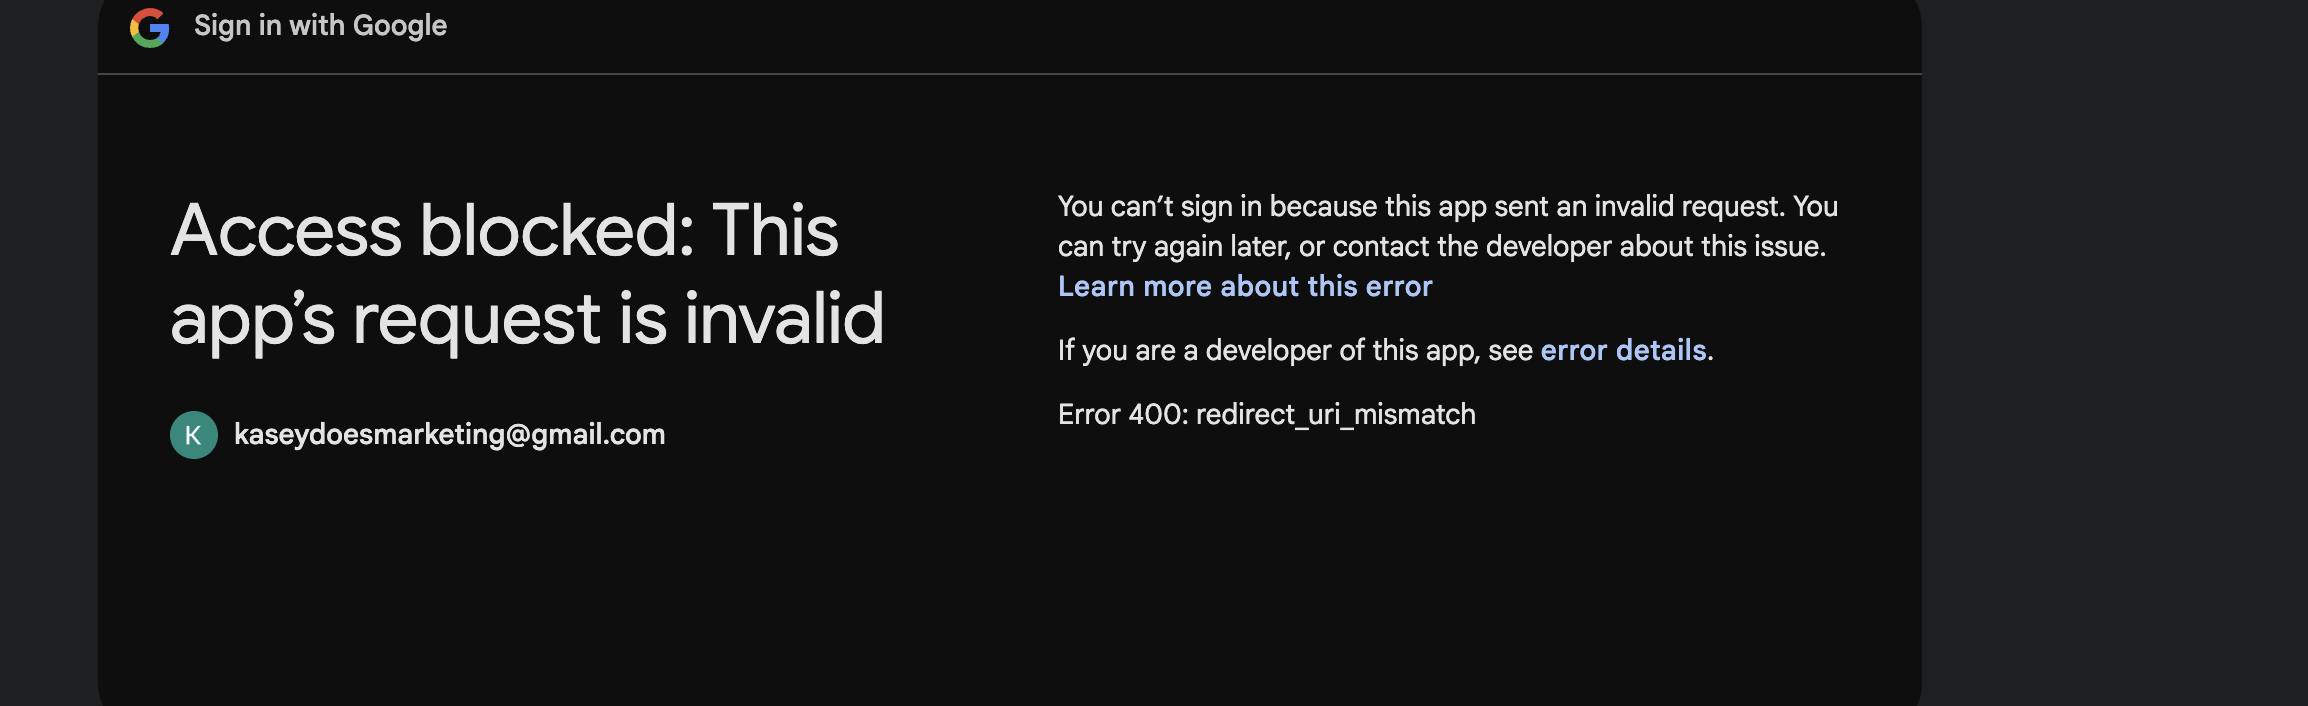 Sign in with Google
Access blocked: This
app’s request is invalid
K
kaseydoesmarketing@gmail.com
You can’t sign in because this app sent an invalid request. You
can try again later, or contact the developer about this issue.
Learn more about this error
If you are a developer of this app, see error details.
Error 400: redirect_uri_mismatch